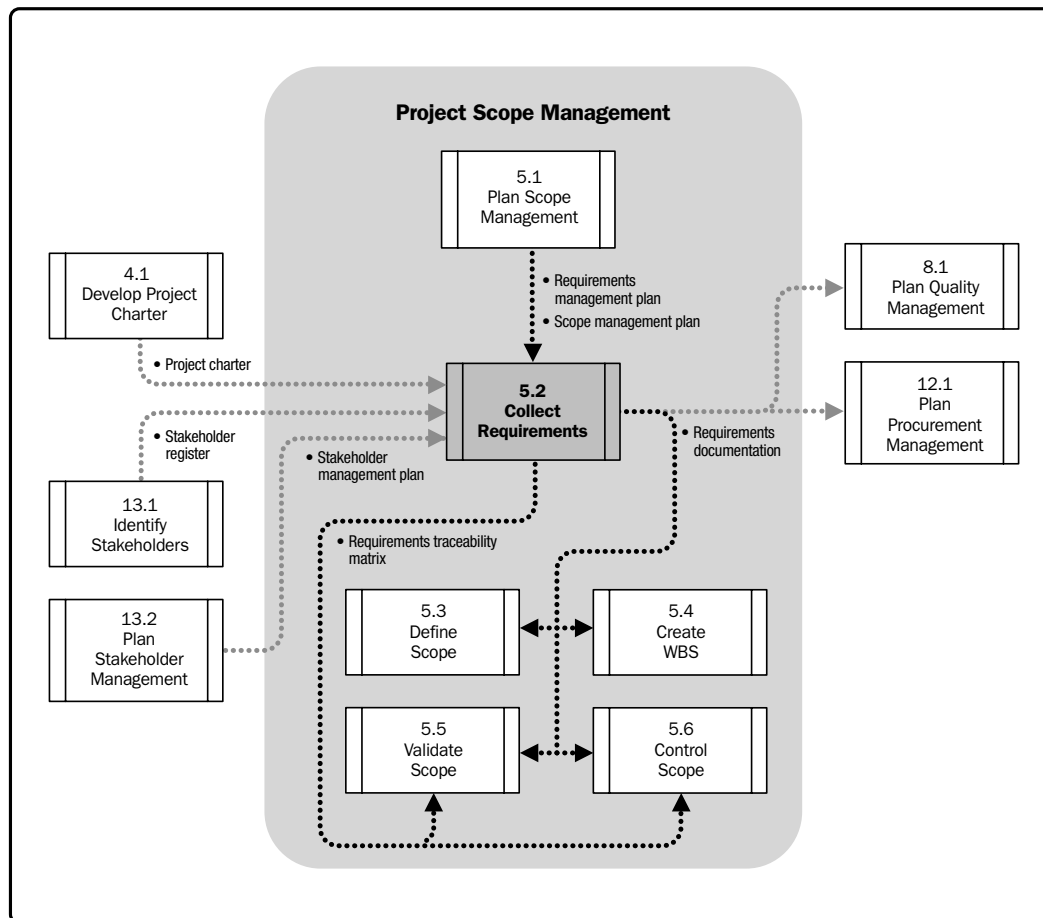 Project Scope Management
5.1
Plan Scope
Management
4.1
Develop Project
Charter
• Requirements
management plan
• Scope management plan
8.1
Plan Quality
Management
• Project charter
5.2
Collect
Requirements
12.1
Plan
Procurement
Management
• Stakeholder
register
• Stakeholder
management plan
• Requirements
documentation
13.1
Identify
Stakeholders
• Requirements traceability
matrix
13.2
Plan
Stakeholder
Management
5.3
Define
Scope
5.4
Create
WBS
5.5
Validate
Scope
5.6
Control
Scope